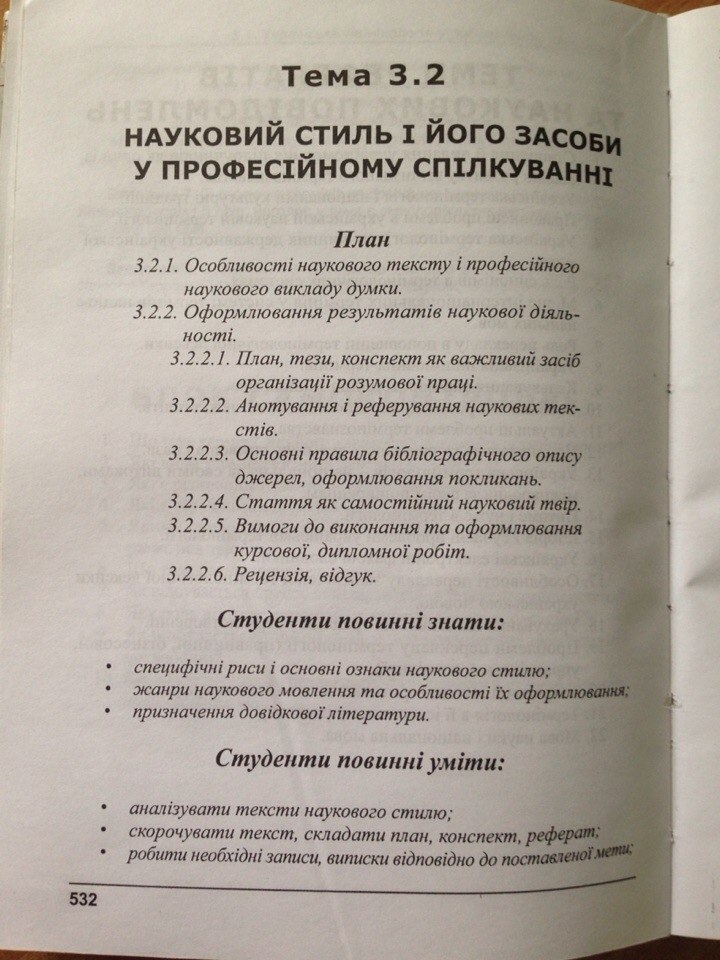 Тема 3.2
НАУКОВИЙ СТИЛЬ І ЙОГО ЗАСОБИ
У ПРОФЕСІЙНОМУ СПІЛКУВАННІ
План
3.2.1. Особливості наукового тексту і професійного
наукового викладу думки.
3.2.2. Оформлювання результатів наукової діяль-
ності.
3.2.2.1. План, тези, конспект як важливий засіб
організації розумової праці.
3.2.2.2. Анотування і реферування наукових тек-
стів.
3.2.2.3. Основні правила бібліографічного опису
джерел, оформлювання покликань.
3.2.2.4. Стаття як самостійний науковий твір.
3.2.2.5. Вимоги до виконання та оформлювання
курсової, дипломної робіт.
3.2.2.6. Рецензія, відгук.
Студенти повинні знати:
• специфічні риси і основні ознаки наукового стилю;
• жанри наукового мовлення та особливості їх оформлювання;
• призначення довідкової літератури.
Студенти повинні уміти:
• аналізувати тексти наукового стилю;
• скорочувати текст, складати план, конспект, реферат;
• робити необхідні записи, виписки відповідно до поставленої мети;
532